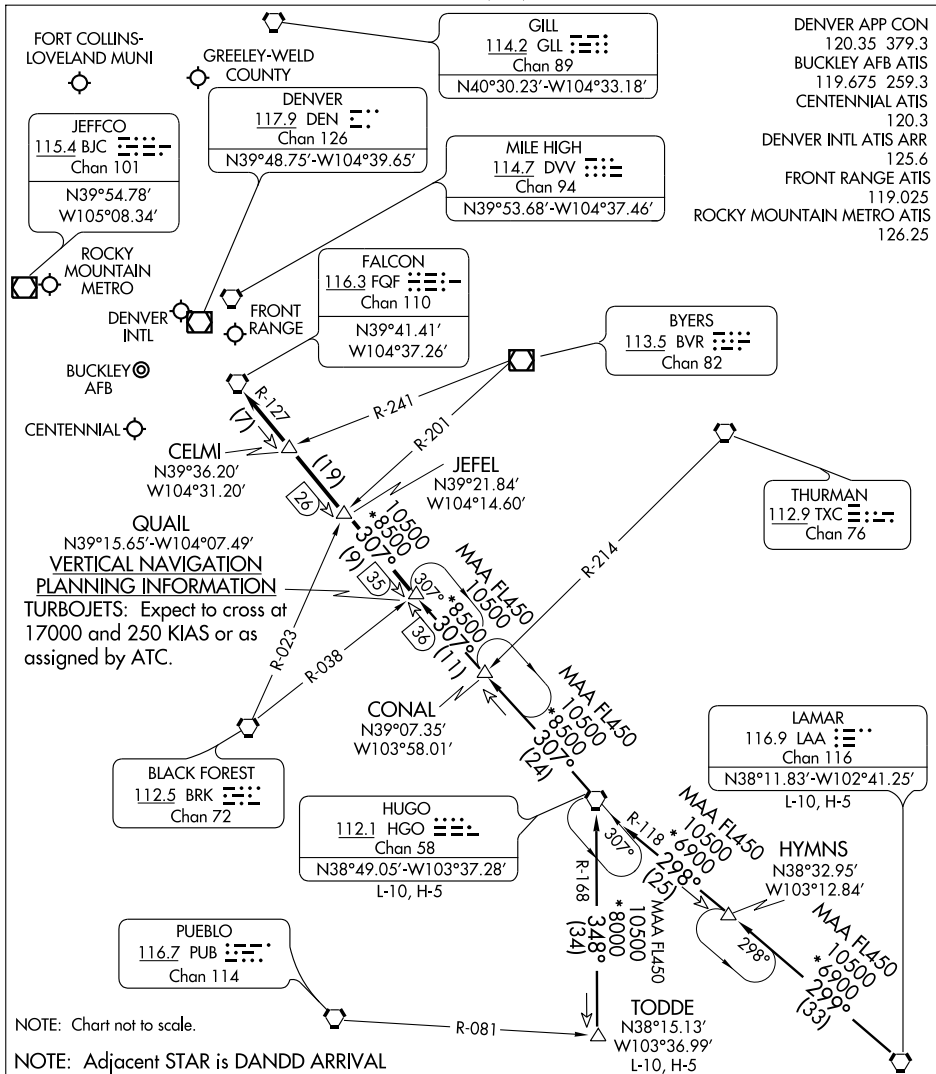 FORT COLLINS-
LOVELAND MUNI
GREELEY-WELD
COUNTY
GILL
114.2 GLL
Chan 89
N40°30.23'-W104°33.18'
DENVER APP CON
120.35 379.3
BUCKLEY AFB ATIS
119.675 259.3
CENTENNIAL ATIS
120.3
DENVER INTL ATIS ARR
125.6
FRONT RANGE ATIS
119.025
ROCKY MOUNTAIN METRO ATIS
126.25
JEFFCO
115.4 BJC
Chan 101
N39°54.78'
W105°08.34'
DENVER
117.9 DEN
Chan 126
N39°48.75'-W104°39.65'
MILE HIGH
114.7 DVV
Chan 94
N39°53.68'-W104°37.46'
ROCKY
MOUNTAIN
METRO
DENVER
INTL
FRONT
RANGE
FALCON
116.3 FQF
Chan 110
N39°41.41'
W104°37.26'
BYERS
113.5 BVR
Chan 82
BUCKLEY
AFB
CENTENNIAL
R-127
(7)
R-241
R-201
CELMI
N39°36.20'
W104°31.20'
(19)
26
JEFEL
N39°21.84'
W104°14.60'
THURMAN
112.9 TXC
Chan 76
R-214
QUAIL
N39°15.65'-W104°07.49'
VERTICAL NAVIGATION
PLANNING INFORMATION
TURBOJETS: Expect to cross at
17000 and 250 KIAS or as
assigned by ATC.
10500
*8500
307°
(9)
35
307°
36
MAA FL450
10500
*8500
307°
(11)
R-023
R-038
CONAL
N39°07.35'
W103°58.01'
MAA FL450
10500
*8500
307°
(24)
BLACK FOREST
112.5 BRK
Chan 72
HUGO
112.1 HGO
Chan 58
N38°49.05'-W103°37.28'
L-10, H-5
307°
LAMAR
116.9 LAA
Chan 116
N38°11.83'-W102°41.25'
L-10, H-5
R-118
MAA FL450
10500
*6900
298°
(25)
HYMNS
N38°32.95'
W103°12.84'
298°
MAA FL450
10500
*6900
299°
(33)
R-168
MAA FL450
10500
*8000
348°
(34)
PUEBLO
116.7 PUB
Chan 114
R-081
TODDE
N38°15.13'
W103°36.99'
L-10, H-5
NOTE: Chart not to scale.
NOTE: Adjacent STAR is DANDD ARRIVAL